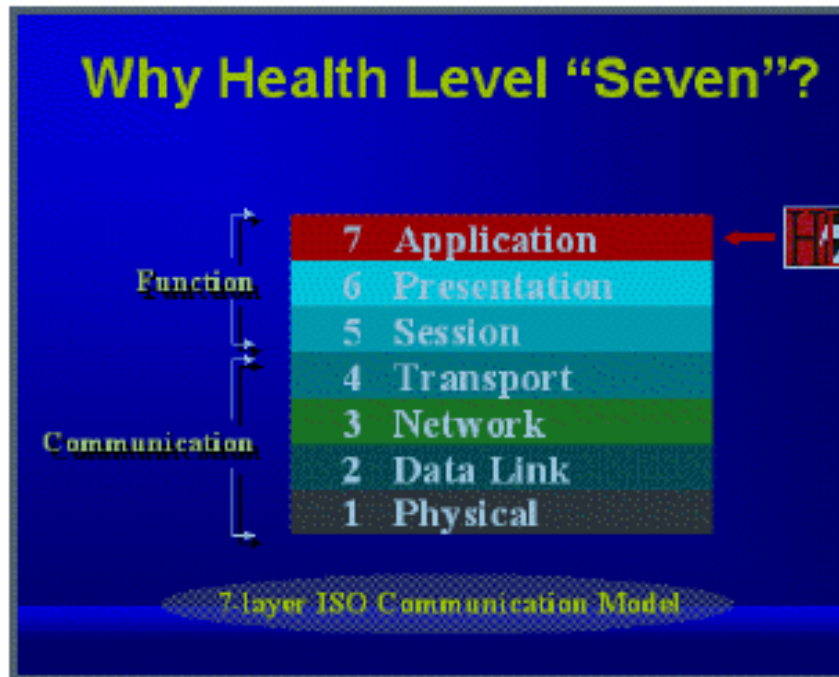 Why Health Level “Seven”?
7 Application
Function
6 Presentation
5 Session
4 Transport
3 Network
Communication
2 Data Link
1 Physical
7-layer ISO Communication Model